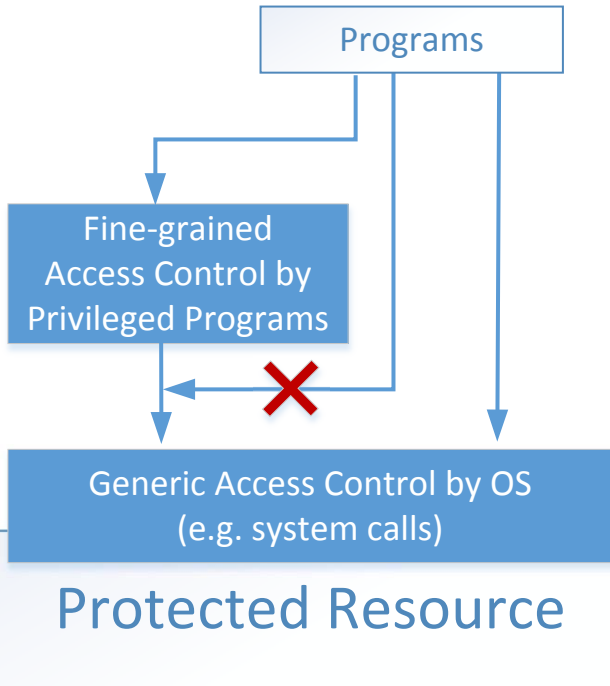 Programs
Fine-grained
Access Control by
Privileged Programs
Generic Access Control by OS
(e.g. system calls)
Protected Resource